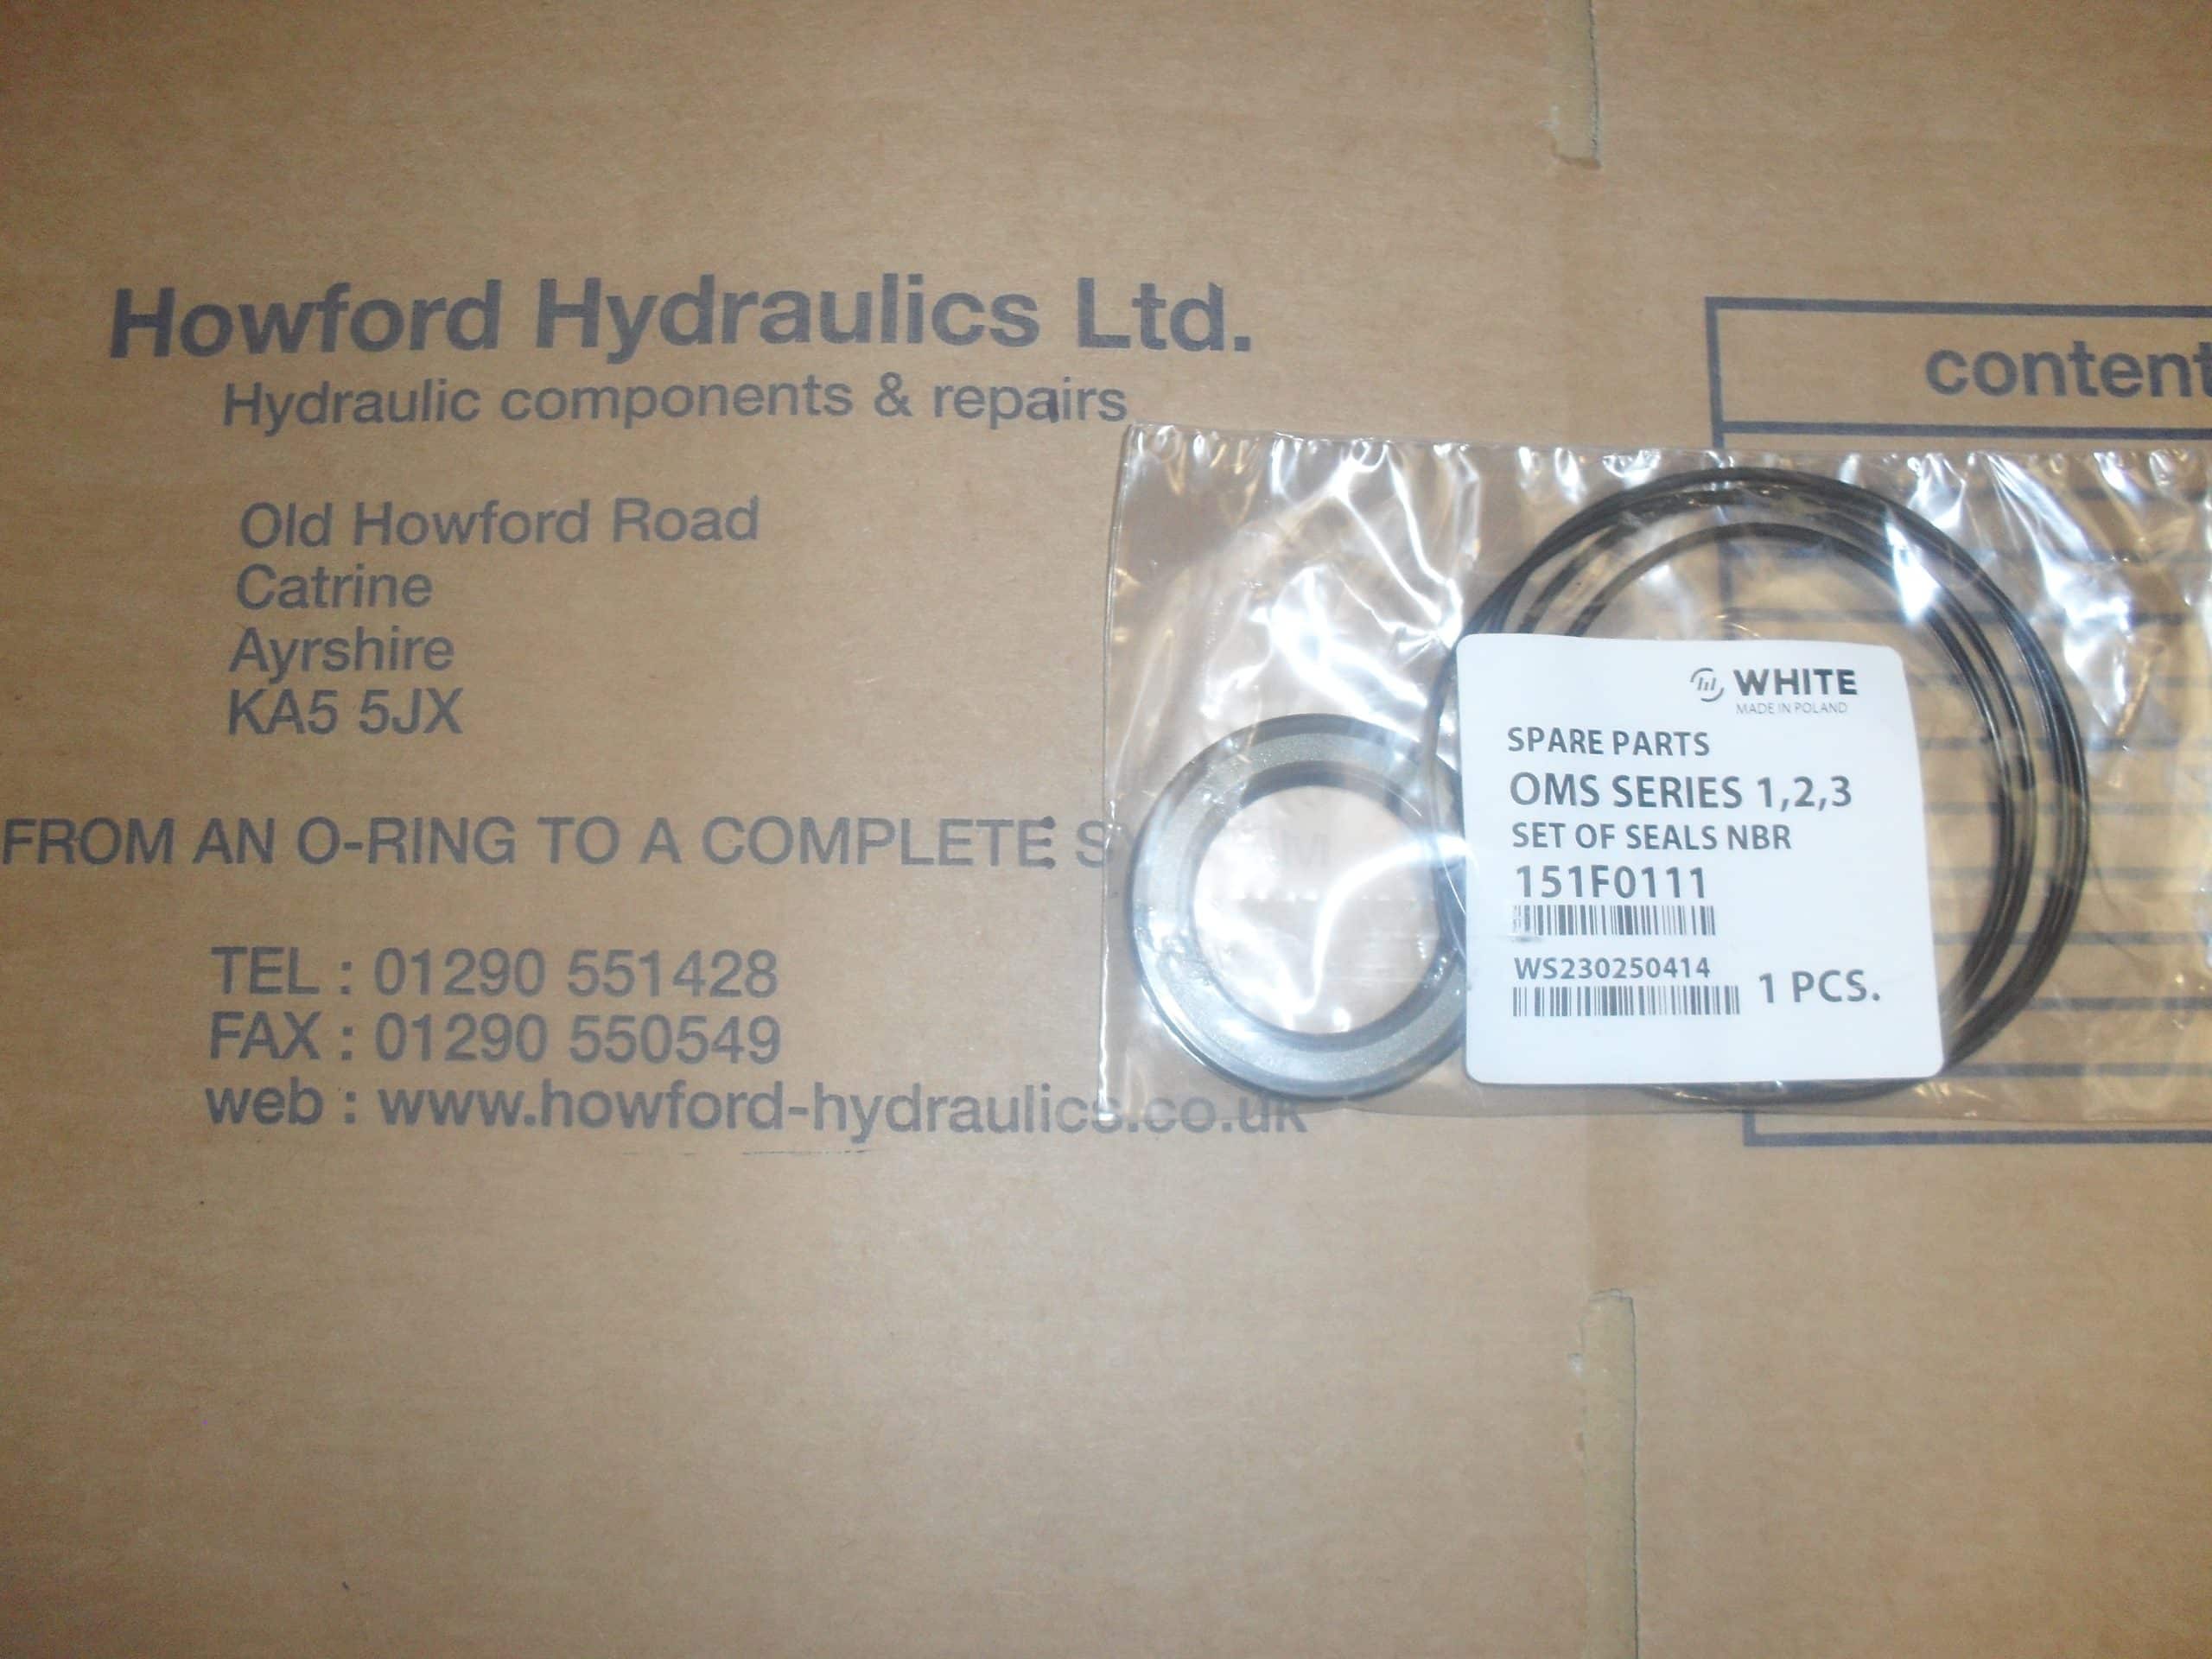 Howford Hydraulics Ltd.
Hydraulic components & repairs
Old Howford Road
Catrine
Ayrshire
KA5 5JX
FROM AN O-RING TO A COMPLETE
TEL : 01290 551428
FAX : 01290 550549
web : www.howford-hydraulics.co.uk
content
WHITE
MADE IN POLAND
SPARE PARTS
OMS SERIES 1,2,3
SET OF SEALS NBR
151F0111
WS230250414
1 PCS.